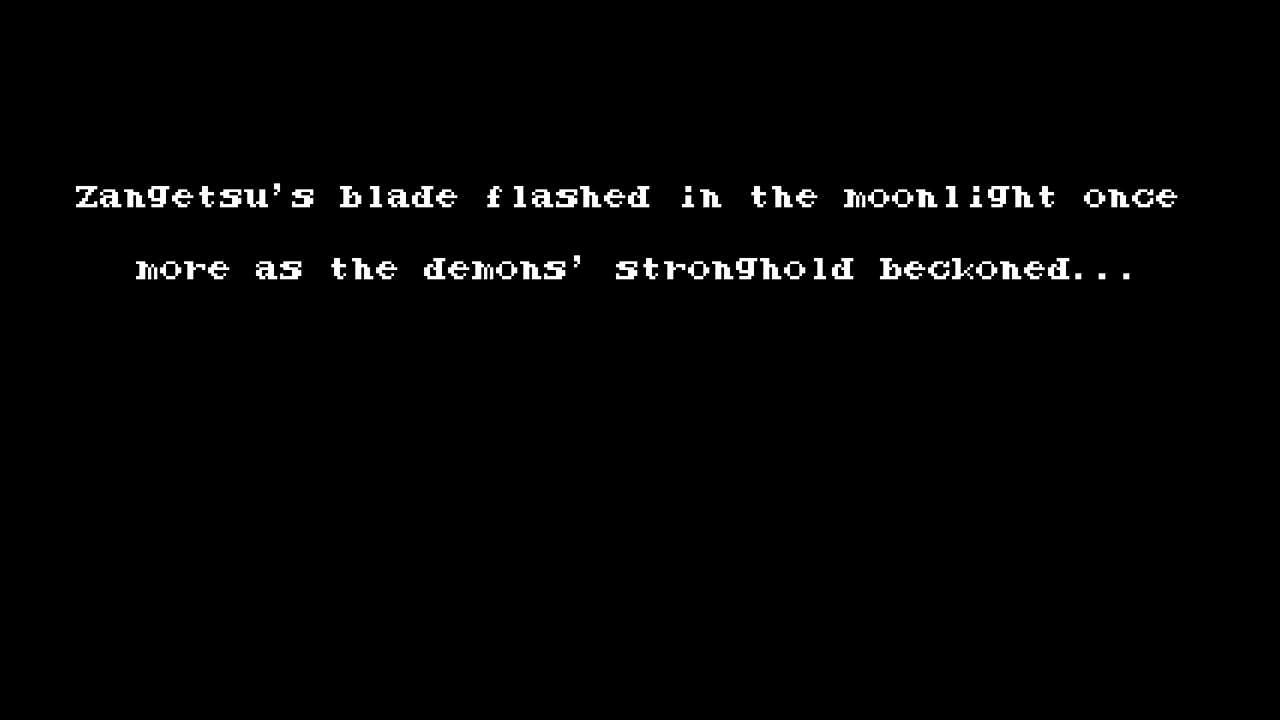 Zangetsu's blade flashed in the moonlight once
more as the demons' stronghold beckoned...